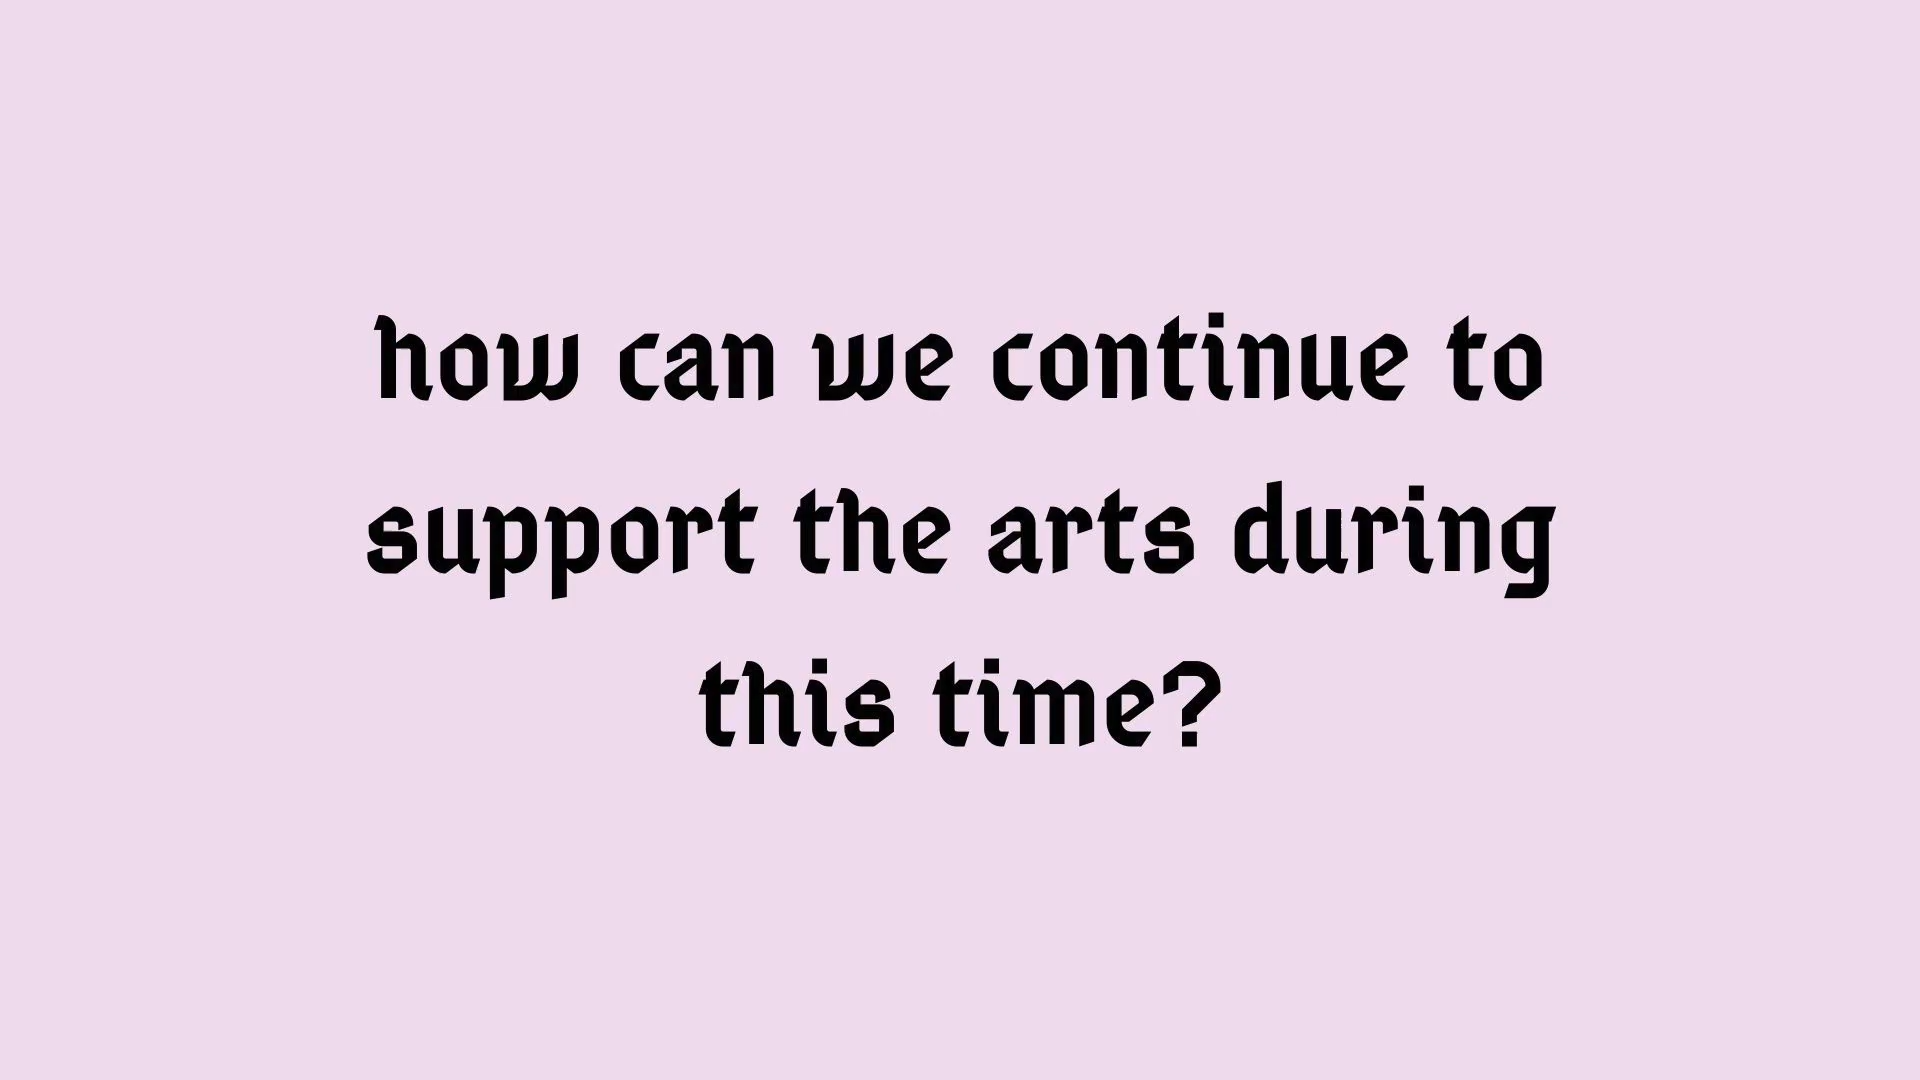 how can we continue to
support the arts during
this time?